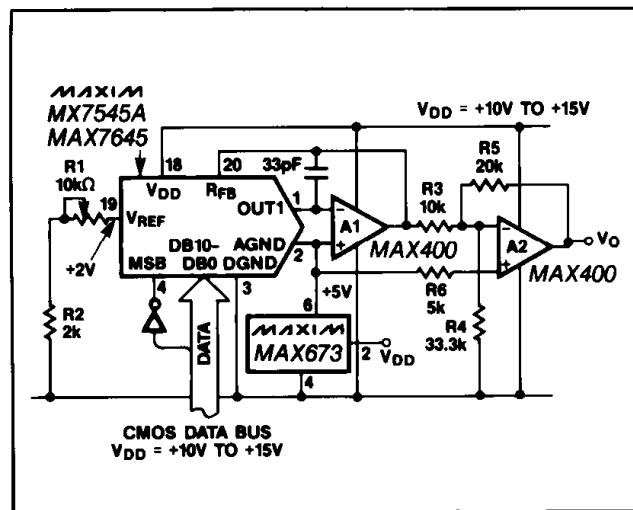 MAXIM
MX7545A
MAX7645
VDD = +10V TO +15V
R1
10kΩ
19
18
20
33pF
R5
20k
VDD
RFB
VREF
OUT1
1
A1
R3
10k
A2
VO
+2V
MSB
DB10-
DB0
AGND
DGND
2
MAX400
MAX400
4
3
+5V
R6
5k
R2
2k
DATA
6
MAXIM
MAX673
2
VDD
R4
33.3k
4
CMOS DATA BUS
VDD = +10V TO +15V